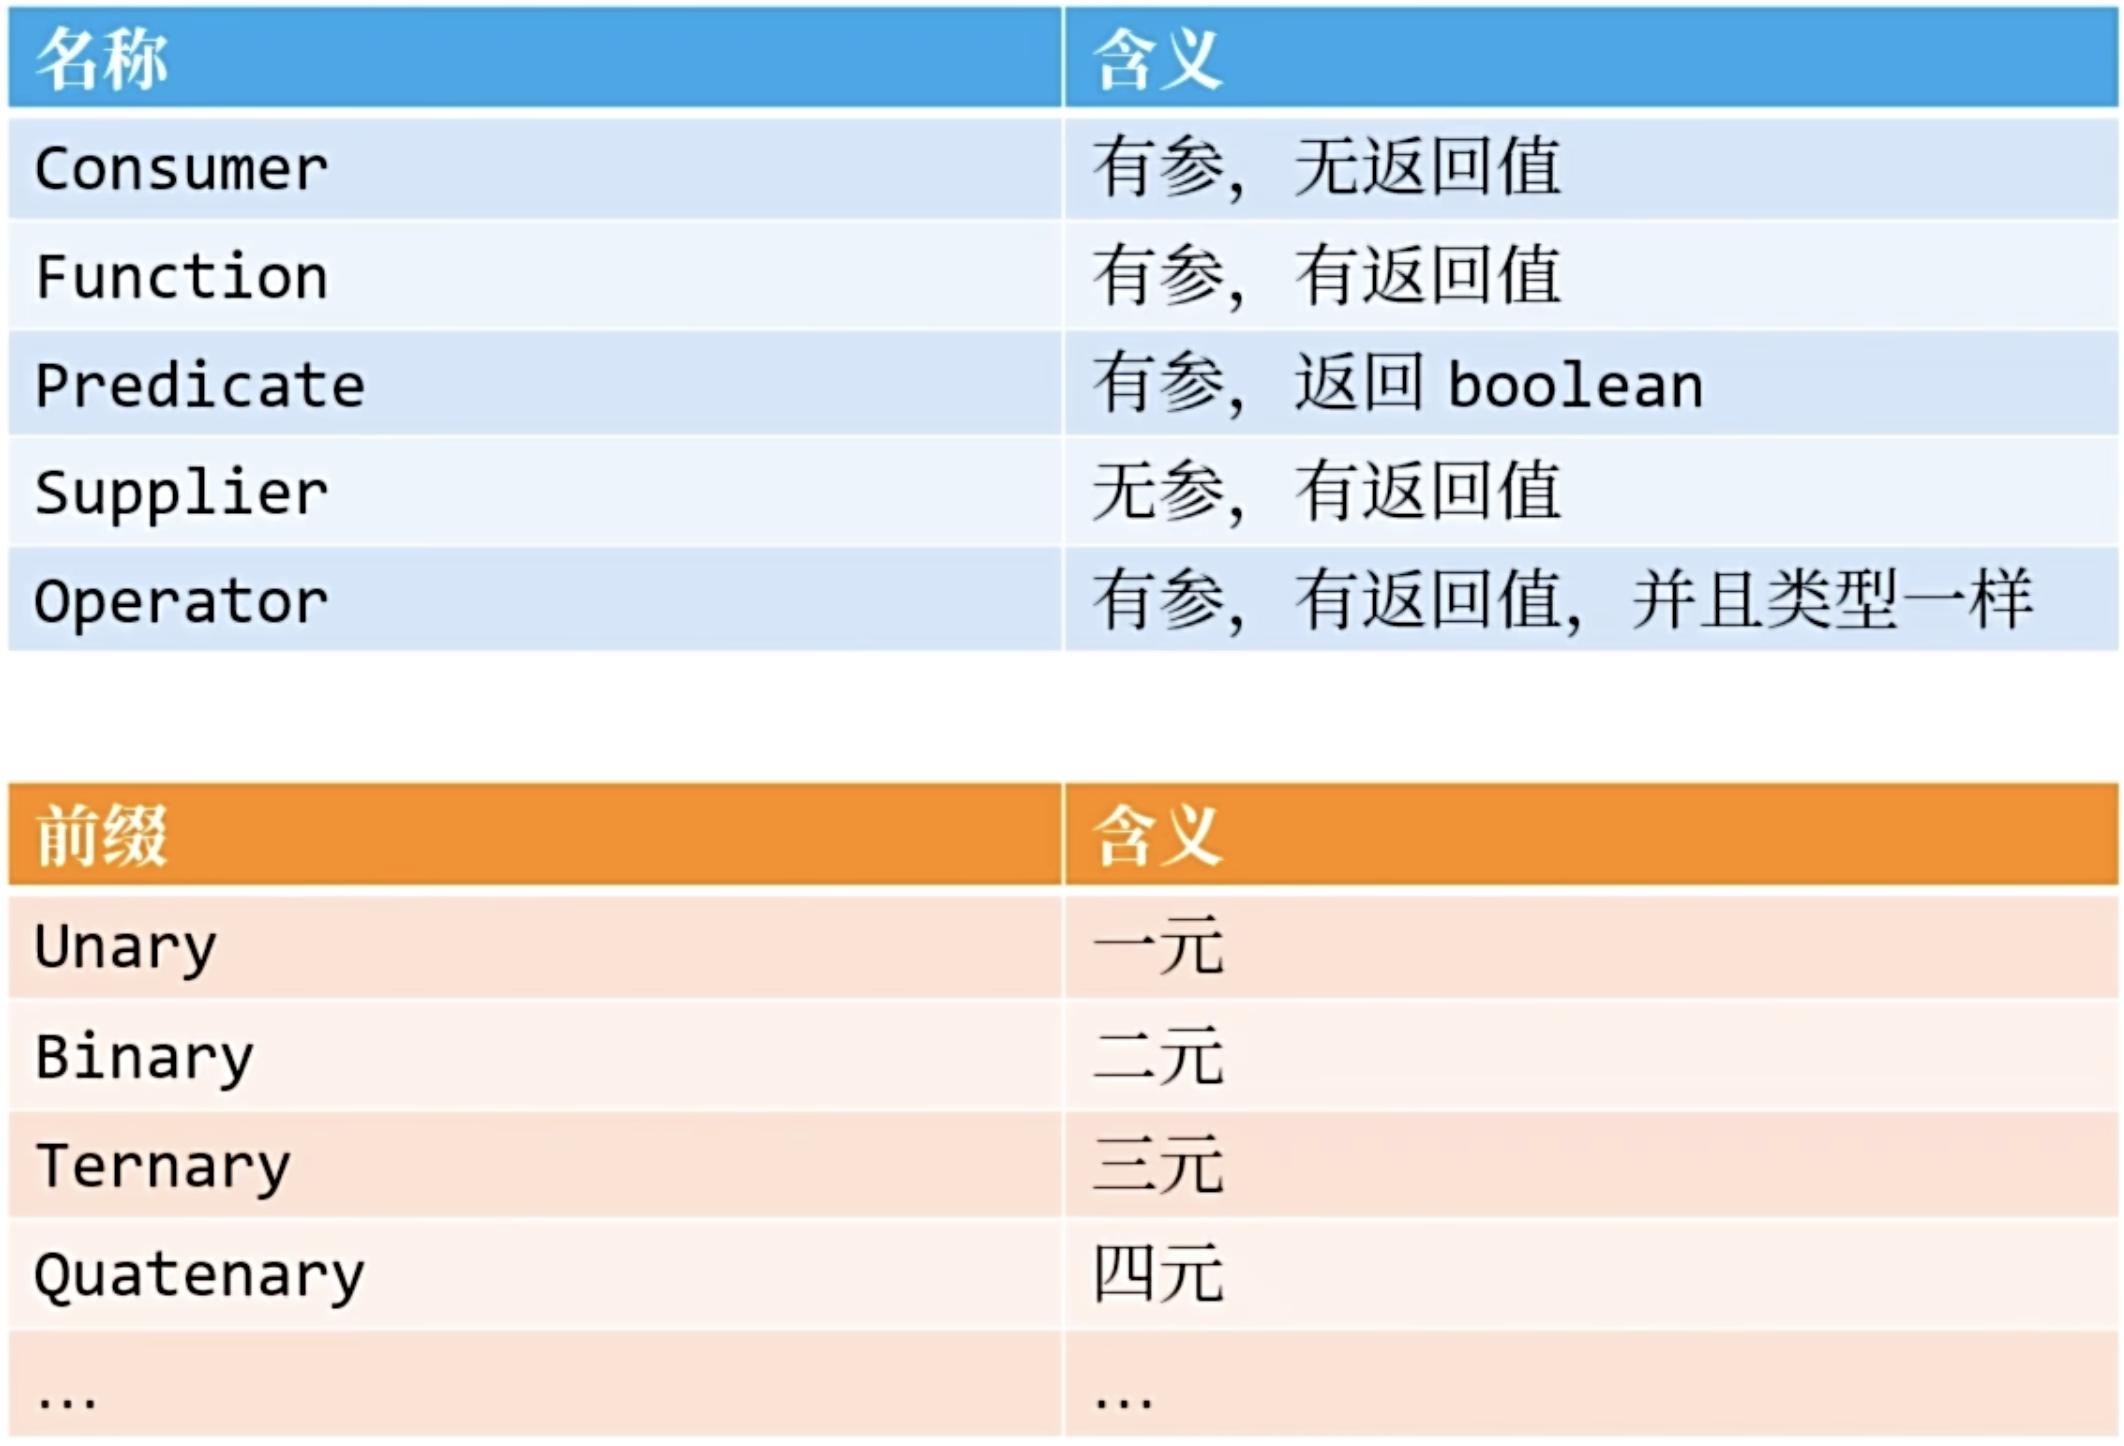 名称 含义
Consumer 有参，无返回值
Function 有参，有返回值
Predicate 有参，返回 boolean
Supplier 无参，有返回值
Operator 有参，有返回值，并且类型一样
前缀 含义
Unary 一元
Binary 二元
Ternary 三元
Quatenary 四元
... ...